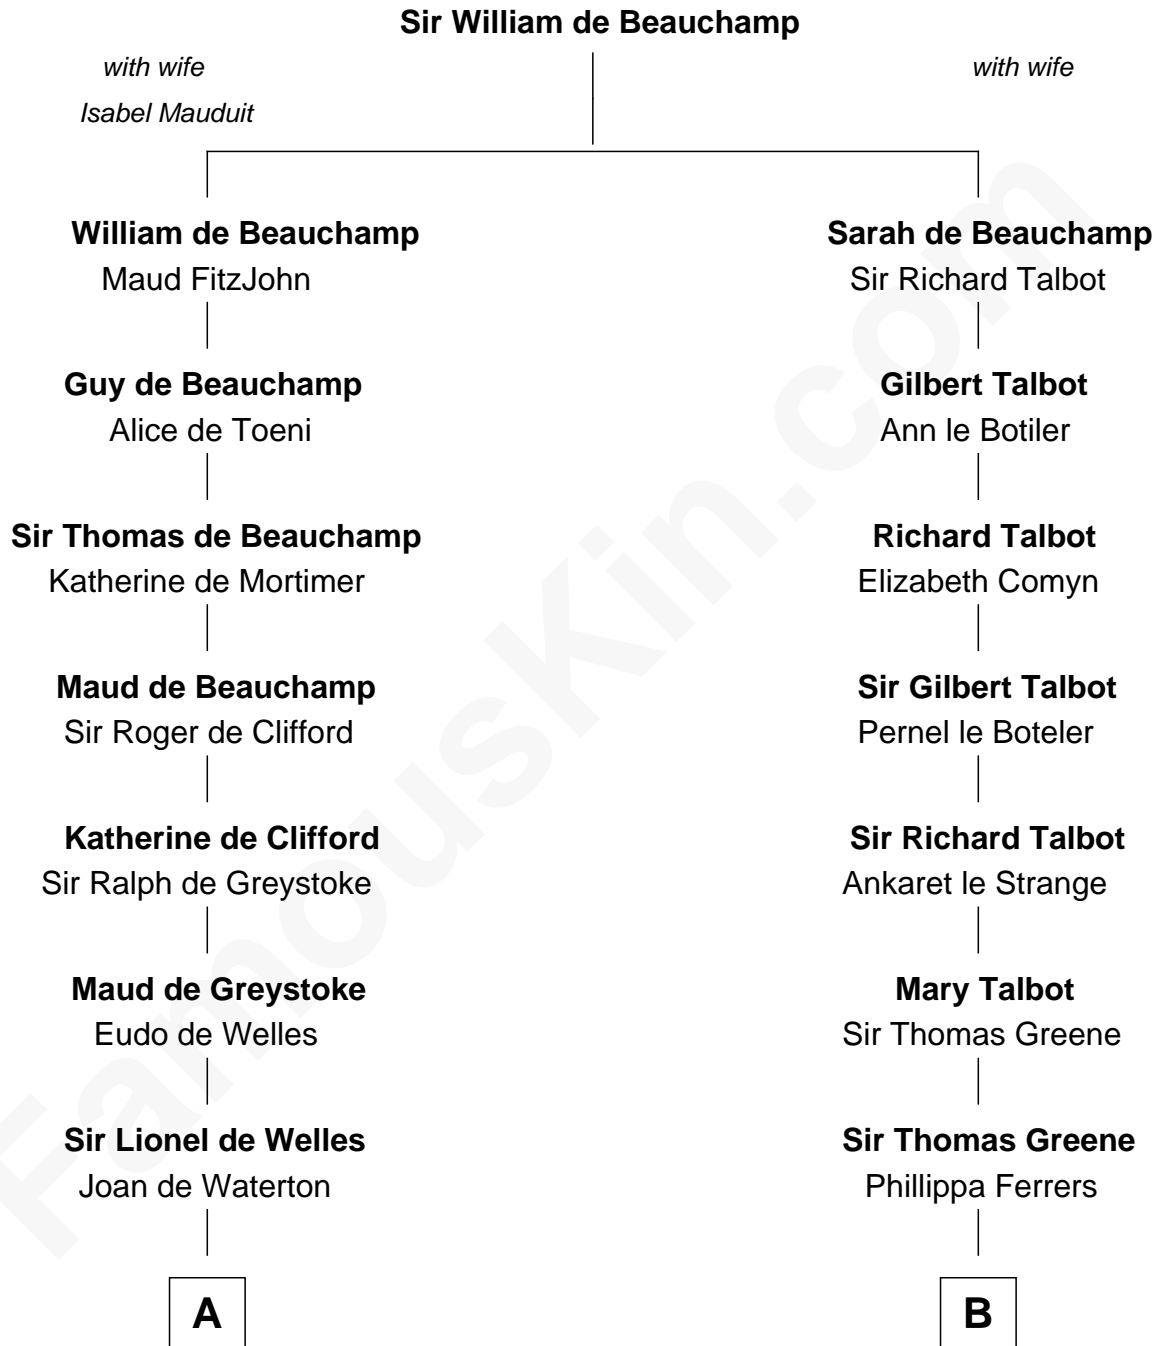 Sir William de Beauchamp
with wife
with wife
Isabel Mauduit
William de Beauchamp
Sarah de Beauchamp
Maud FitzJohn
Sir Richard Talbot
Guy de Beauchamp
Gilbert Talbot
Alice de Toeni
Ann le Botiler
Sir Thomas de Beauchamp
Richard Talbot
Katherine de Mortimer
Elizabeth Comyn
Maud de Beauchamp
Sir Gilbert Talbot
Sir Roger de Clifford
Pernel le Boteler
Katherine de Clifford
Sir Richard Talbot
Sir Ralph de Greystoke
Ankaret le Strange
Maud de Greystoke
Mary Talbot
Eudo de Welles
Sir Thomas Greene
Sir Lionel de Welles
Sir Thomas Greene
Joan de Waterton
Phillippa Ferrers
A
B
FamousKin.com